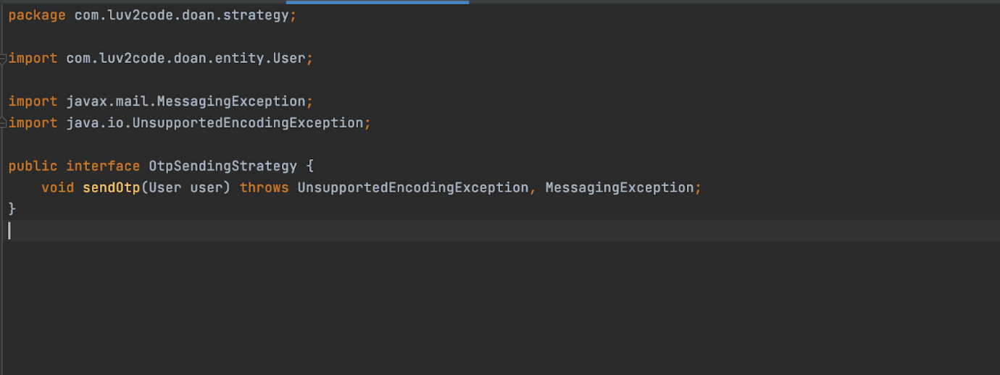 package com.luv2code.doan.strategy;
import com.luv2code.doan.entity.User;
import javax.mail.MessagingException;
import java.io.UnsupportedEncodingException;
public interface OtpSendingStrategy {
    void sendOtp(User user) throws UnsupportedEncodingException, MessagingException;
}